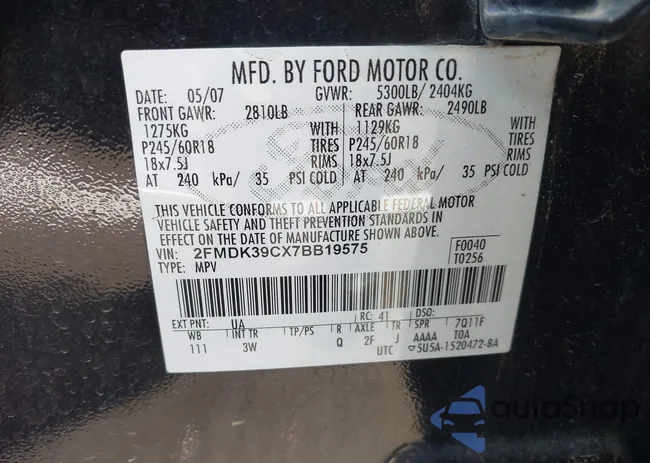 MFD. BY FORD MOTOR CO.
DATE: 05/07 GVWR: 5300LB/ 2404KG
FRONT GAWR: 2810LB REAR GAWR: 2490LB
1275KG WITH 1129KG WITH
P245/60R18 TIRES P245/60R18 TIRES
18x7.5J RIMS 18x7.5J RIMS
AT 240 kPa/ 35 PSI COLD AT 240 kPa/ 35 PSI COLD
THIS VEHICLE CONFORMS TO ALL APPLICABLE FEDERAL MOTOR
VEHICLE SAFETY AND THEFT PREVENTION STANDARDS IN
EFFECT ON THE DATE OF MANUFACTURE SHOWN ABOVE.
VIN: 2FMDK39CX7BB19575 F0040
TYPE: MPV T0256
EXT PNT: UA RC: 41 DSO:
WB INT TR TP/PS R AXLE TR SPR 7Q11F
111 3W Q 2F J AAAA TOA
UTC ▽5U5A-1520472-BA
autoSnap